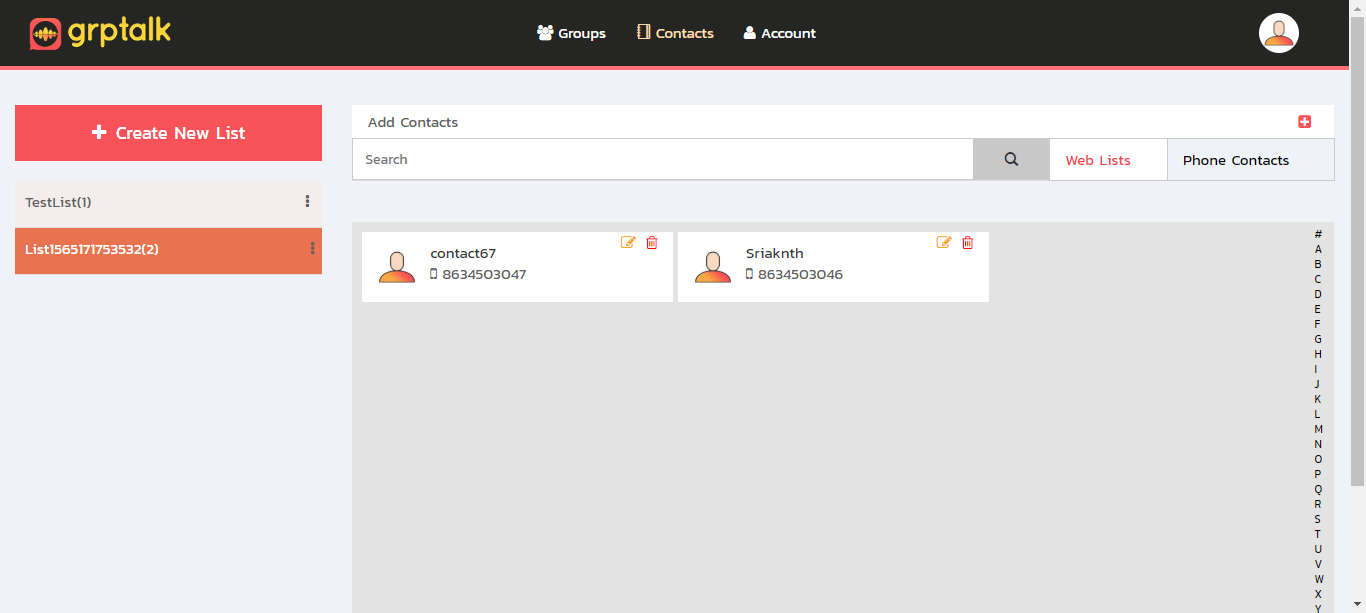 grptalk
Groups
Contacts
Account
Create New List
TestList(1)
List1565171753532(2)
Add Contacts
Search
Web Lists
Phone Contacts
contact67
8634503047
Sriaknth
8634503046
#
A
B
C
D
E
F
G
H
I
J
K
L
M
N
O
P
Q
R
S
T
U
V
W
X
Y